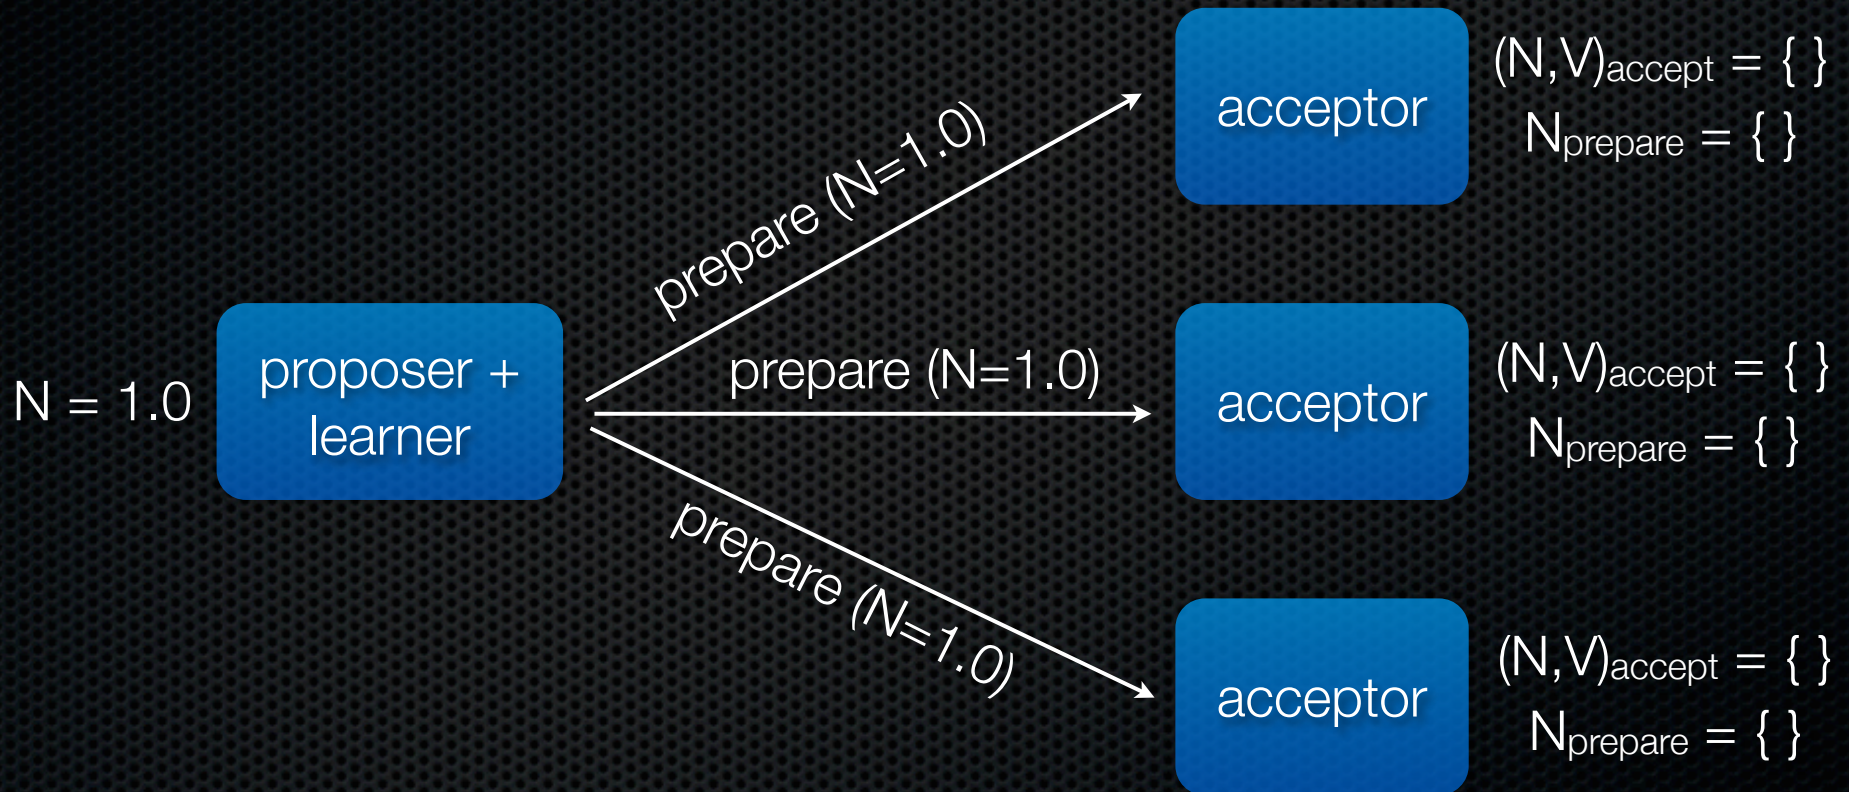 N = 1.0
proposer +
learner
prepare (N=1.0)
prepare (N=1.0)
prepare (N=1.0)
acceptor
(N,V)accept = { }
Nprepare = { }
acceptor
(N,V)accept = { }
Nprepare = { }
acceptor
(N,V)accept = { }
Nprepare = { }